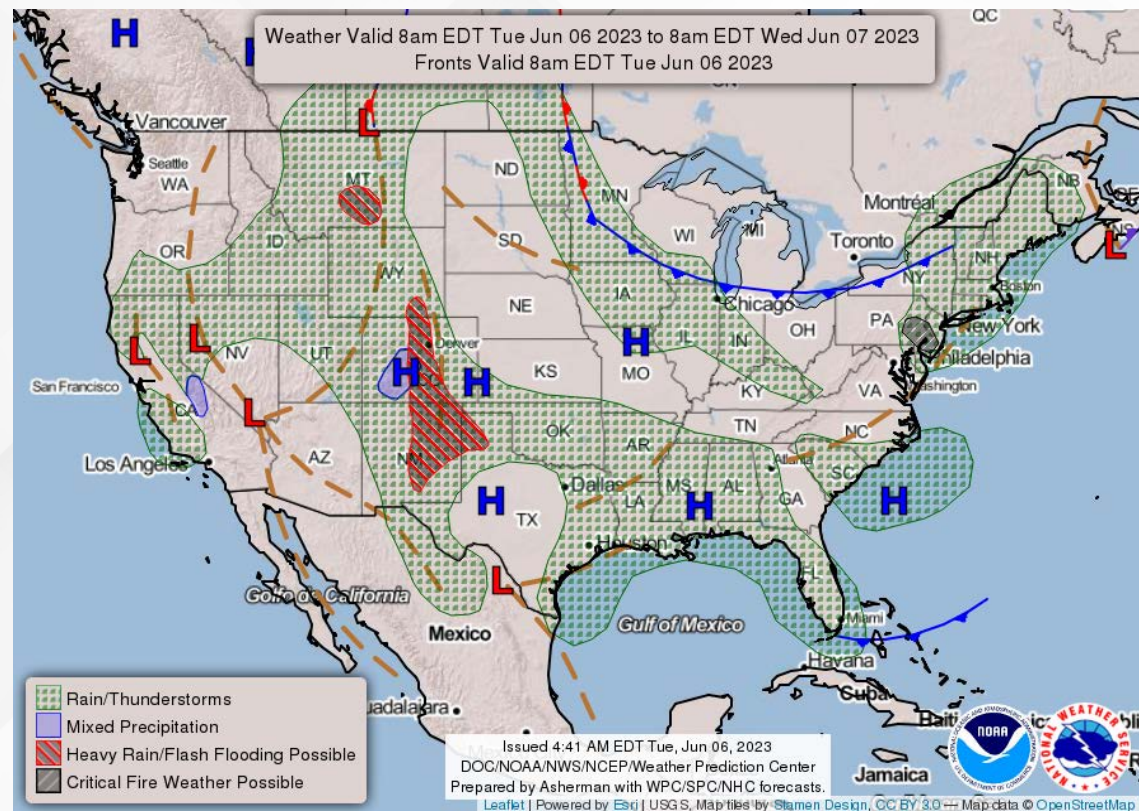 Weather Valid 8am EDT Tue Jun 06 2023 to 8am EDT Wed Jun 07 2023
Fronts Valid 8am EDT Tue Jun 06 2023
QC
H
Vancouver
L
Seattle
WA
MT
ND
MN
Montréal
NB
NS
L
OR
ID
SD
WI
MI
Toronto
NY
NH
Boston
WY
IA
Chicago
PA
New York
Philadelphia
L
L
NV
UT
NE
Denver
H
H
H
IL
IN
OH
San Francisco
CA
KS
MO
KY
VA
Washington
L
Los Angeles
AZ
NM
OK
AR
TN
NC
Atlanta
SC
H
TX
Dallas
LA
MS
AL
GA
H
H
Houston
L
FL
Golfo de California
Mexico
Gulf of Mexico
Miami
Havana
Cuba
Jamaica
Rain/Thunderstorms
Mixed Precipitation
Heavy Rain/Flash Flooding Possible
Critical Fire Weather Possible
Issued 4:41 AM EDT Tue, Jun 06, 2023
DOC/NOAA/NWS/NCEP/Weather Prediction Center
Prepared by Asherman with WPC/SPC/NHC forecasts.
Leaflet | Powered by Esri | USGS, Map tiles by Stamen Design, CC BY 3.0 — Map data © OpenStreetMap
NOAA
NATIONAL WEATHER SERVICE